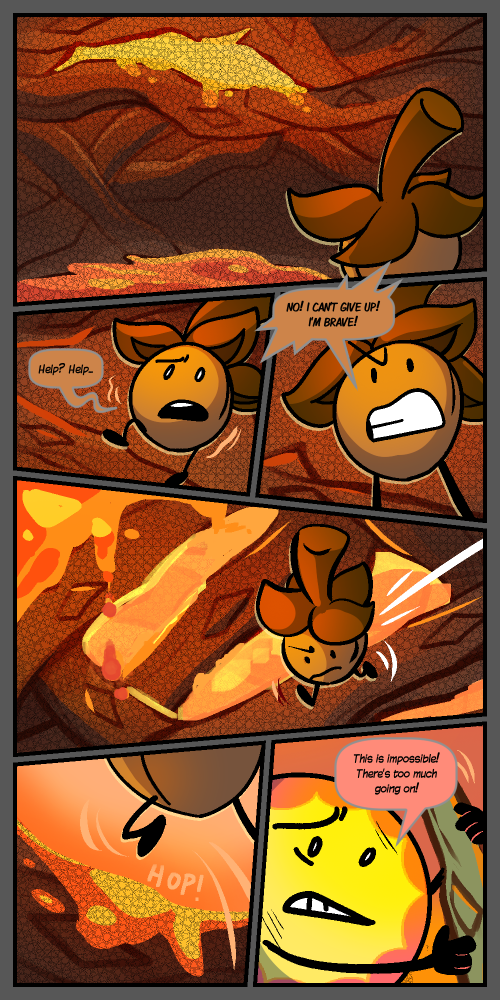 Help? Help..
NO! I CAN'T GIVE UP!
I'M BRAVE!
HOP!
This is impossible!
There's too much
going on!